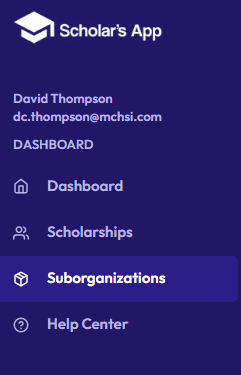 Scholar's App
David Thompson
dc.thompson@mchsi.com
DASHBOARD
Dashboard
Scholarships
Suborganizations
Help Center